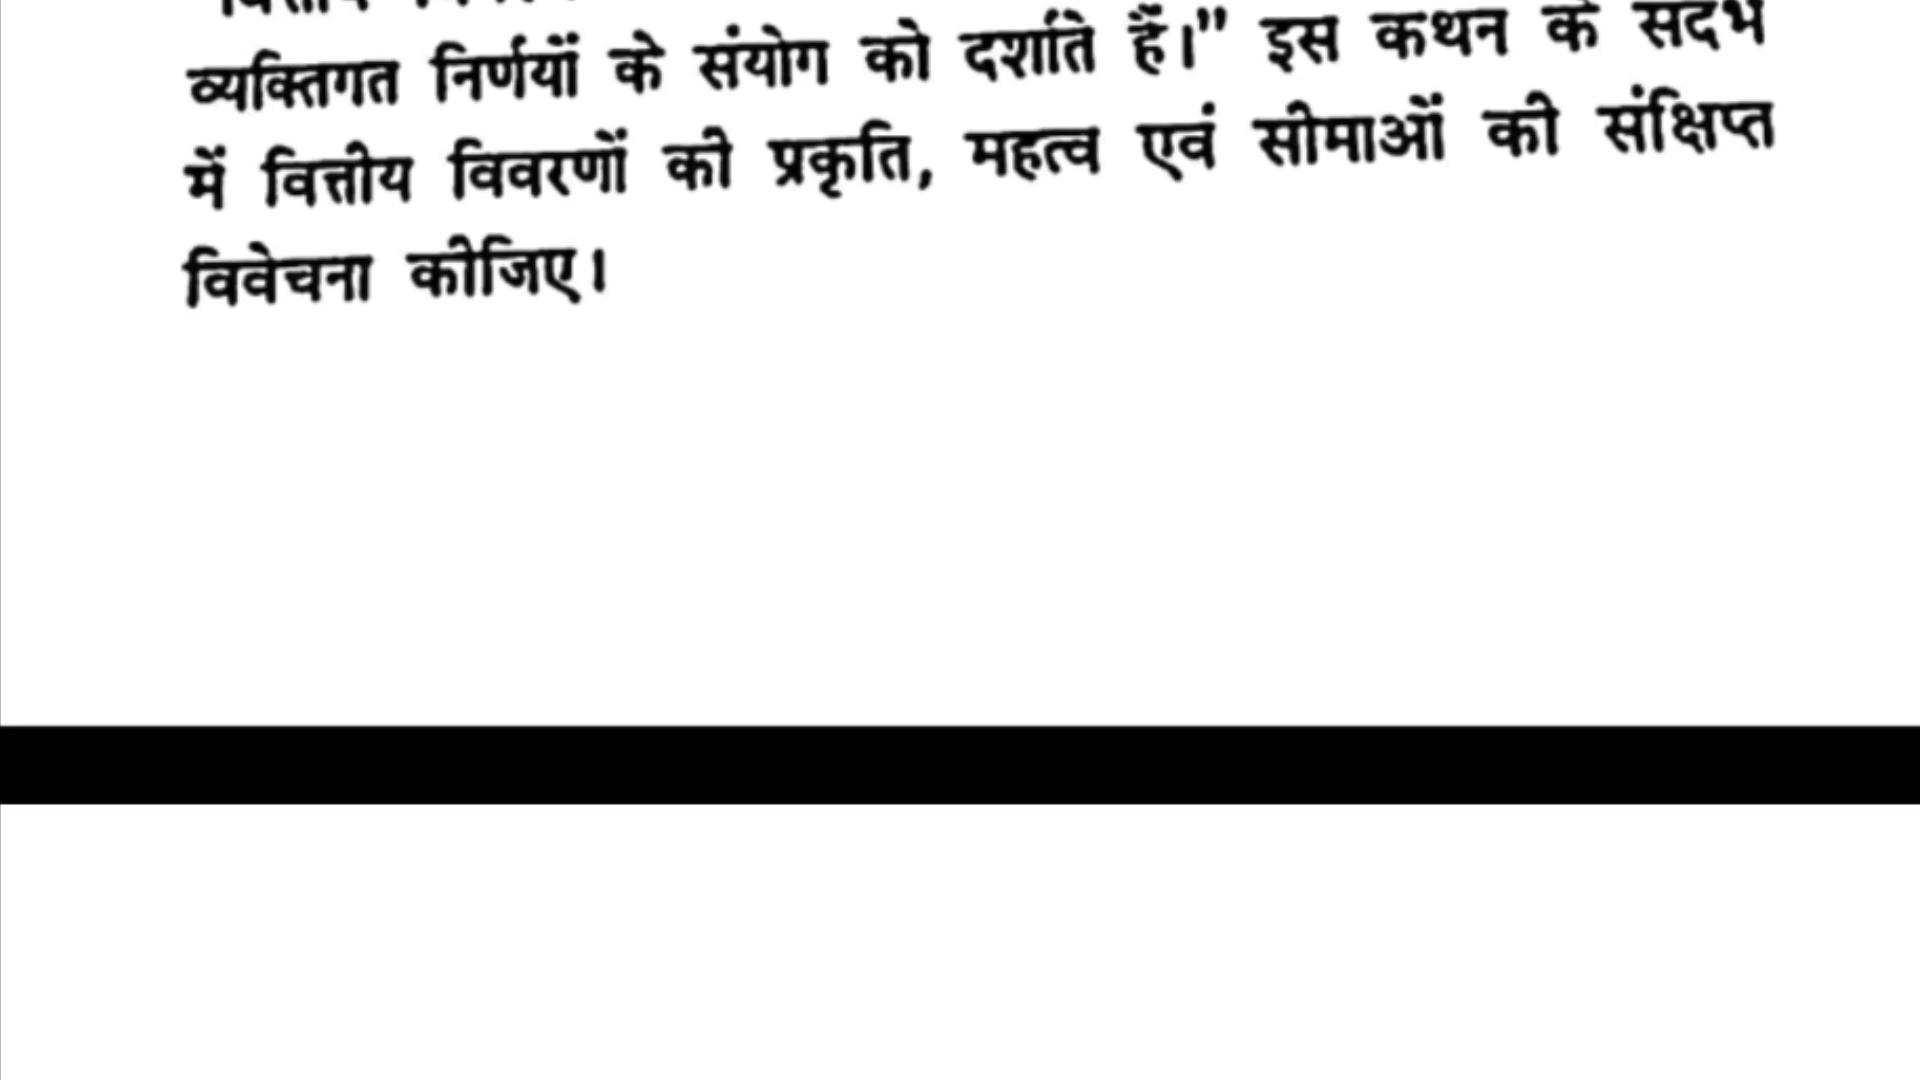 व्यक्तिगत निर्णयों के संयोग को दर्शाते हैं।" इस कथन के संदर्भ
में वित्तीय विवरणों की प्रकृति, महत्व एवं सीमाओं की संक्षिप्त
विवेचना कीजिए।